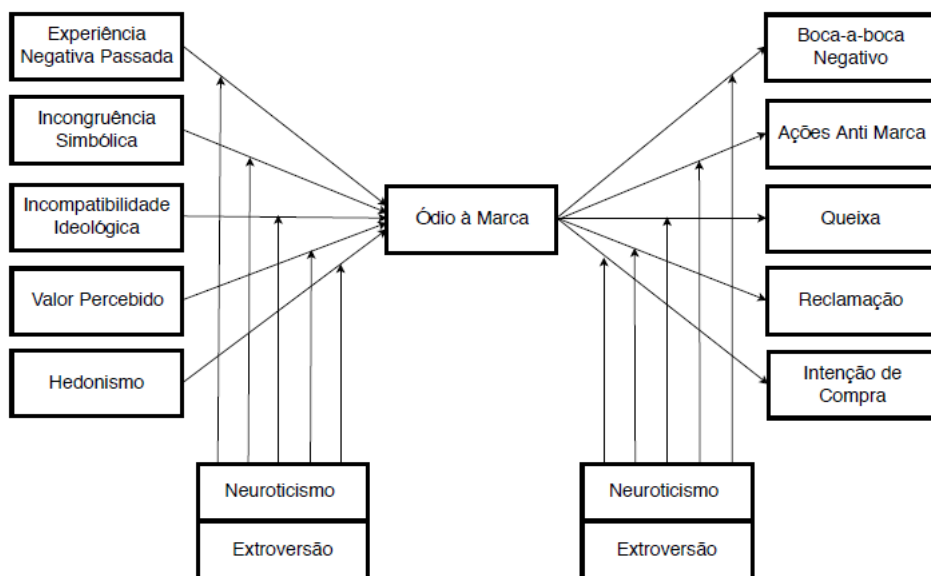 Experiência
Negativa Passada
Incongruência
Simbólica
Incompatibilidade
Ideológica
Valor Percebido
Hedonismo
Ódio à Marca
Boca-a-boca
Negativo
Ações Anti Marca
Queixa
Reclamação
Intenção de
Compra
Neuroticismo
Extroversão
Neuroticismo
Extroversão